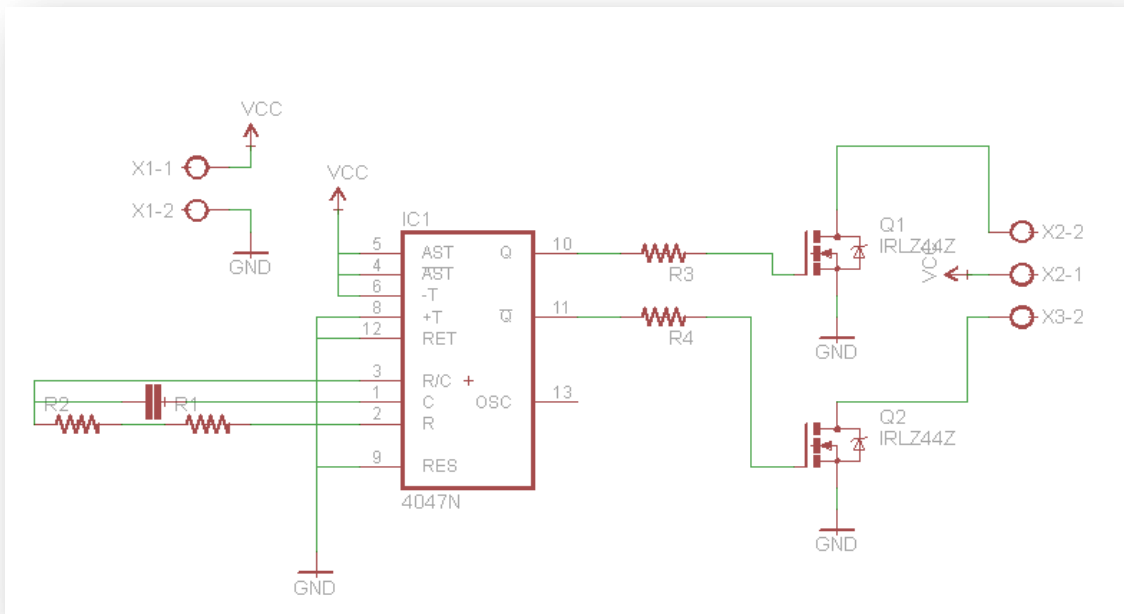 VCC
X1-1
X1-2
GND
VCC
IC1
5 AST Q 10
4 AST
6 -T
8 +T Q 11
12 RET
3 R/C
1 C OSC 13
2 R
9 RES
4047N
GND
R2
R1
R3
R4
Q1
IRLZ44Z
VCC
GND
X2-2
X2-1
X3-2
Q2
IRLZ44Z
GND